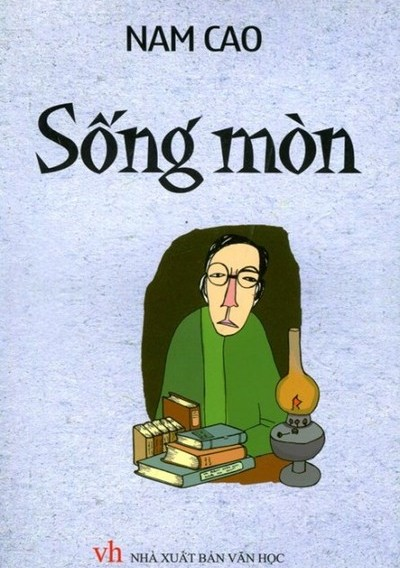 NAM CAO
Sống mòn
vh NHÀ XUẤT BẢN VĂN HỌC